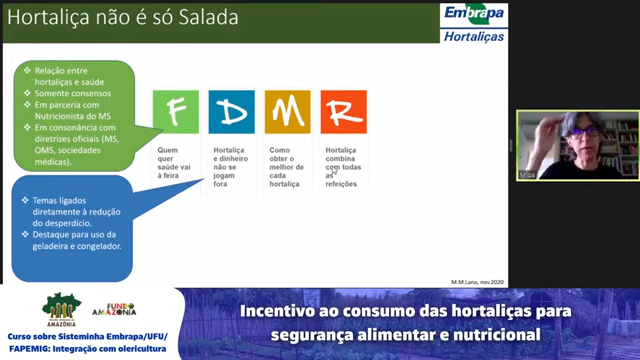 Hortaliça não é só Salada
Embrapa
Hortaliças
Relação entre
hortaliças e saúde
Somente consensos
Em parceria com
Nutricionista do MS
Em consonância com
diretrizes oficiais (MS,
OMS, sociedades
médicas).
F
D
M
R
Quem
quer
saúde vai
à feira
Hortaliça
e dinheiro
não se
jogam
fora
Como
obter o
melhor de
cada
hortaliça
Hortaliça
combina
com todas
as
refeições
Temas ligados
diretamente à redução
do desperdício.
Destaque para uso da
geladeira e congelador.
M.M.Lana, nov.2020
Milza
AMAZÔNIA
FUNDO
AMAZÔNIA
Curso sobre Sisteminha Embrapa/UFU/
FAPEMIG: Integração com olericultura
Incentivo ao consumo das hortaliças para
segurança alimentar e nutricional